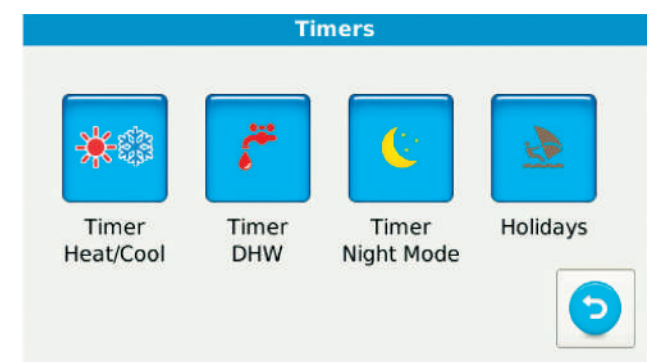 Timers
Timer
Heat/Cool
Timer
DHW
Timer
Night Mode
Holidays